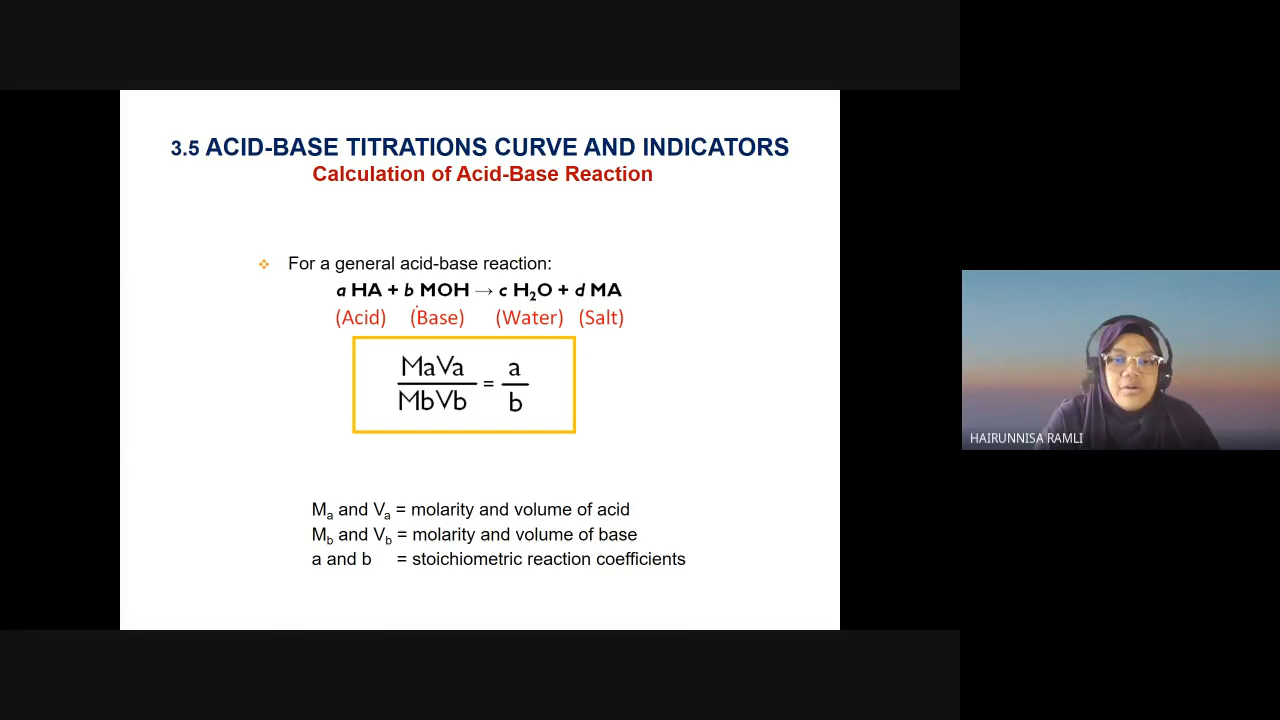 3.5 ACID-BASE TITRATIONS CURVE AND INDICATORS
Calculation of Acid-Base Reaction
❖ For a general acid-base reaction:
a HA + b MOH → c H₂O + d MA
(Acid) (Base) (Water) (Salt)
MaVa / MbVb = a / b
Mₐ and Vₐ = molarity and volume of acid
M_b and V_b = molarity and volume of base
a and b = stoichiometric reaction coefficients
HAIRUNNISA RAMLI